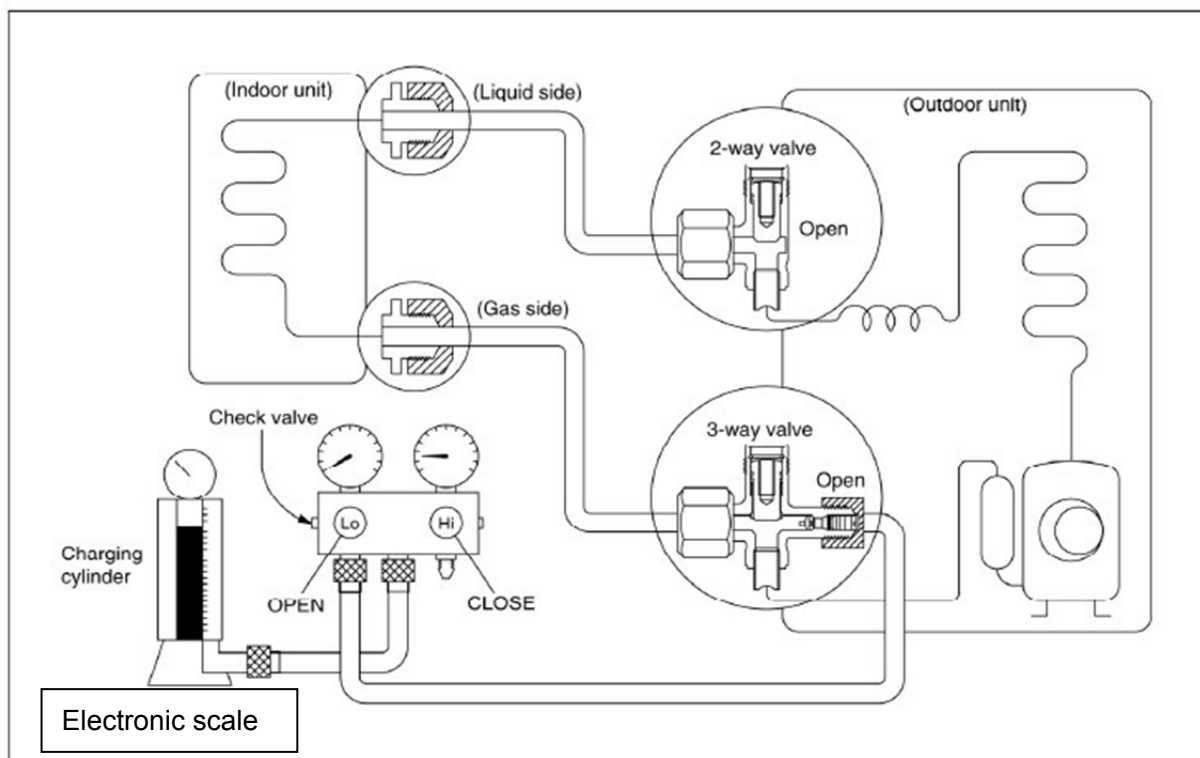 (Indoor unit)
(Liquid side)
(Outdoor unit)
2-way valve
Open
(Gas side)
Check valve
3-way valve
Open
Lo
Hi
Charging
cylinder
OPEN
CLOSE
Electronic scale